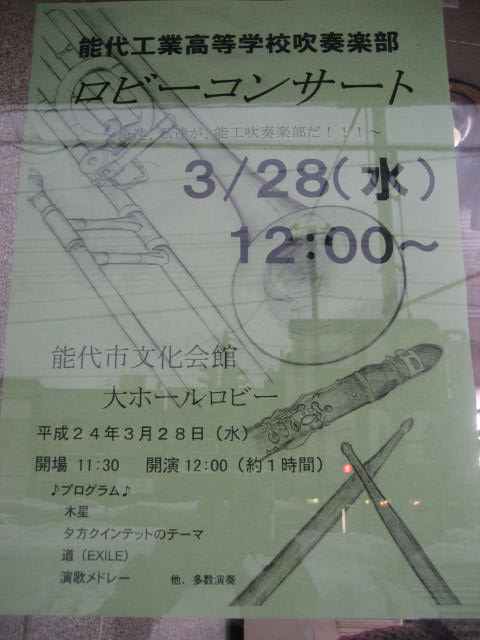 能代工業高等学校吹奏楽部
ロビーコンサート
私達が、能工吹奏楽部だ！！！～
3/28(水)
12:00～
能代市文化会館
大ホールロビー
平成２４年３月２８日（水）
開場 11:30 開演 12:00（約１時間）
♪プログラム♪
木星
夕方クインテットのテーマ
道（EXILE）
演歌メドレー 他、多数演奏